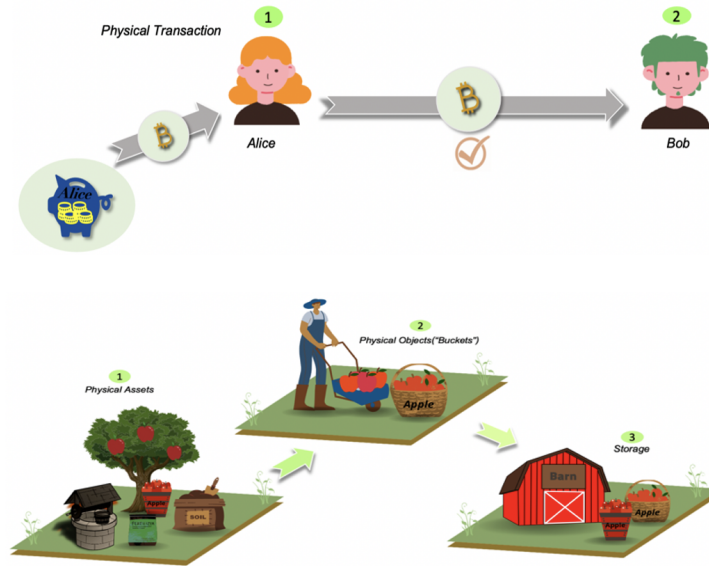 1
2
Physical Transaction
Alice
Bob
Alice
2
Physical Objects("Buckets")
1
Physical Assets
Apple
3
Storage
Barn
Apple
SOIL
Apple
Apple